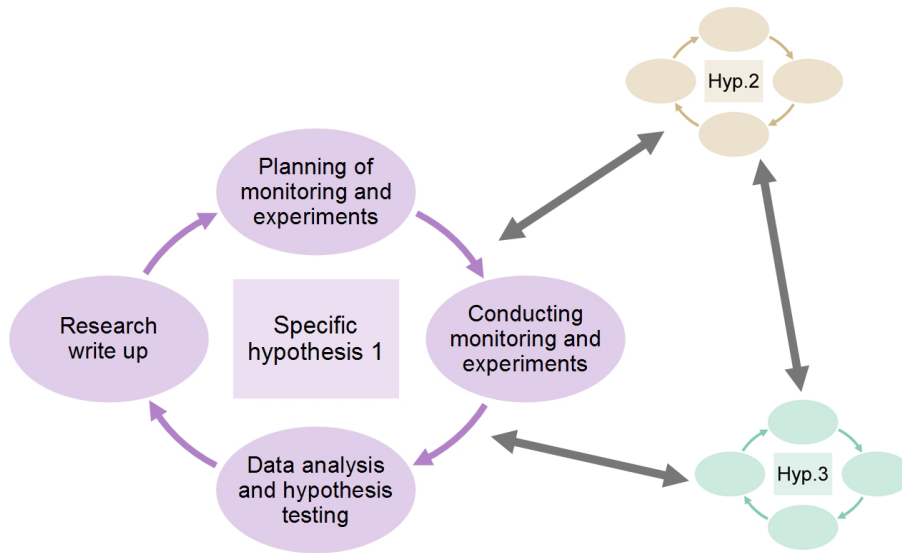 Planning of
monitoring and
experiments
Research
write up
Specific
hypothesis 1
Conducting
monitoring and
experiments
Data analysis
and hypothesis
testing
Hyp.2
Hyp.3